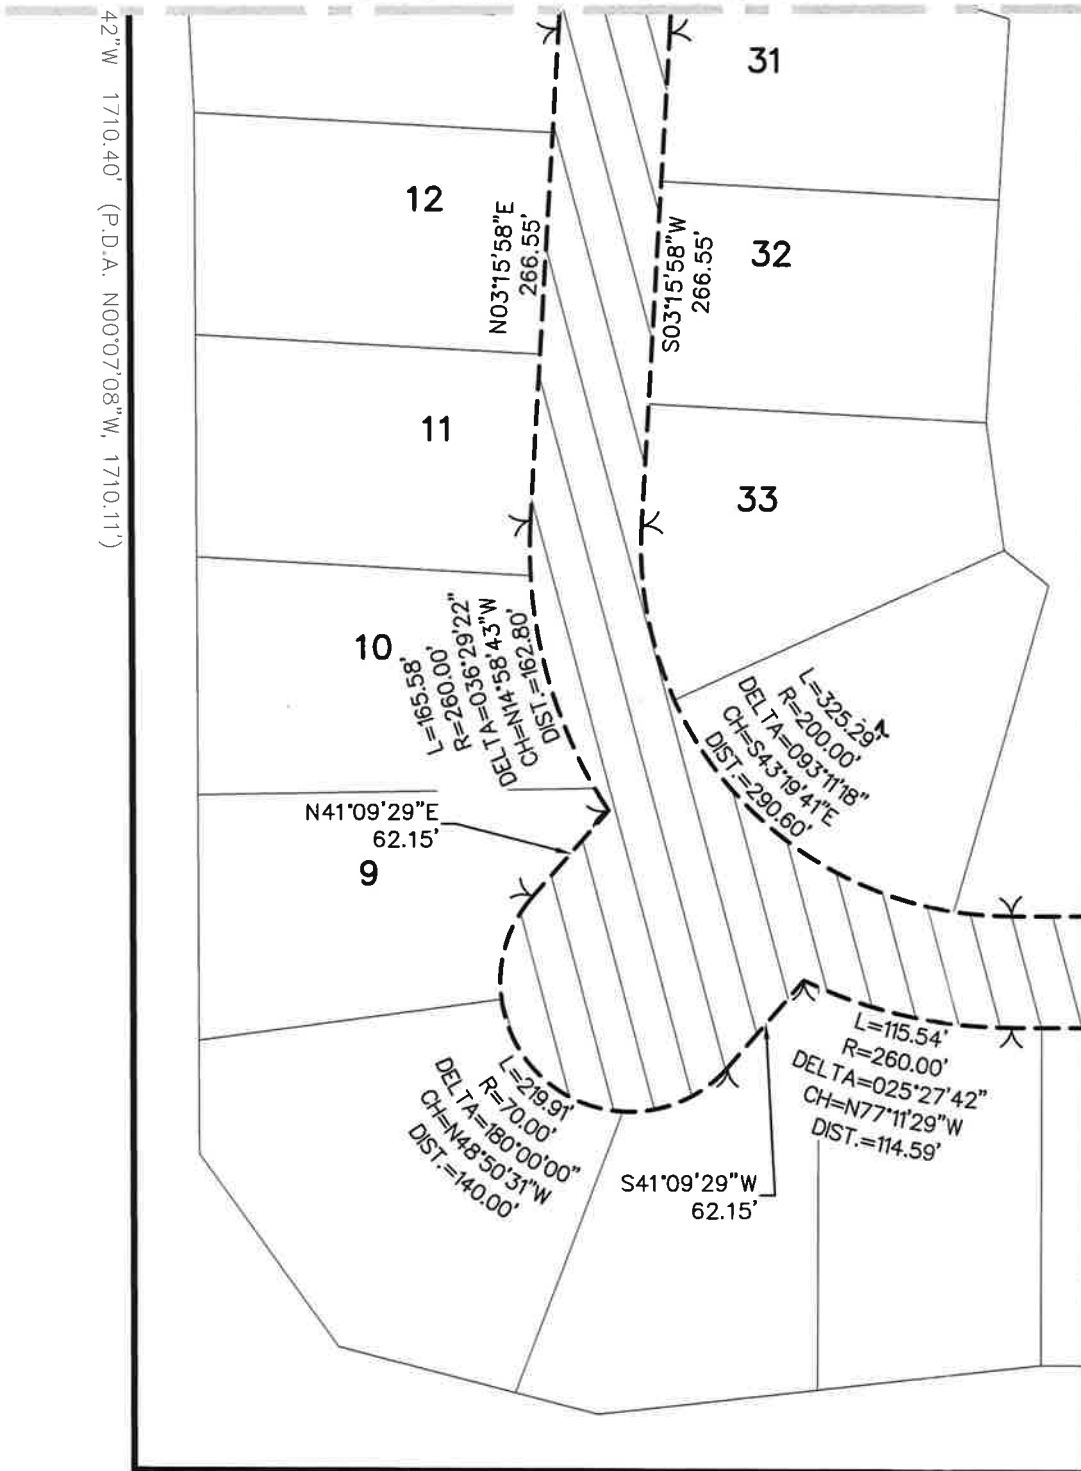 42"W 1710.40' (P.D.A. N00°07'08"W, 1710.11')
31
12
N03°15'58"E
266.55'
S03°15'58"W
266.55'
32
11
33
10
L=165.58'
R=260.00'
DELTA=036°29'22"
CH=N14°58'43"W
DIST.=162.80'
L=325.29'
R=200.00'
DELTA=093°11'18"
CH=S43°19'41"E
DIST.=290.60'
N41°09'29"E
62.15'
9
L=219.91'
R=70.00'
DELTA=180°00'00"
CH=N48°50'31"W
DIST.=140.00'
L=115.54'
R=260.00'
DELTA=025°27'42"
CH=N77°11'29"W
DIST.=114.59'
S41°09'29"W
62.15'